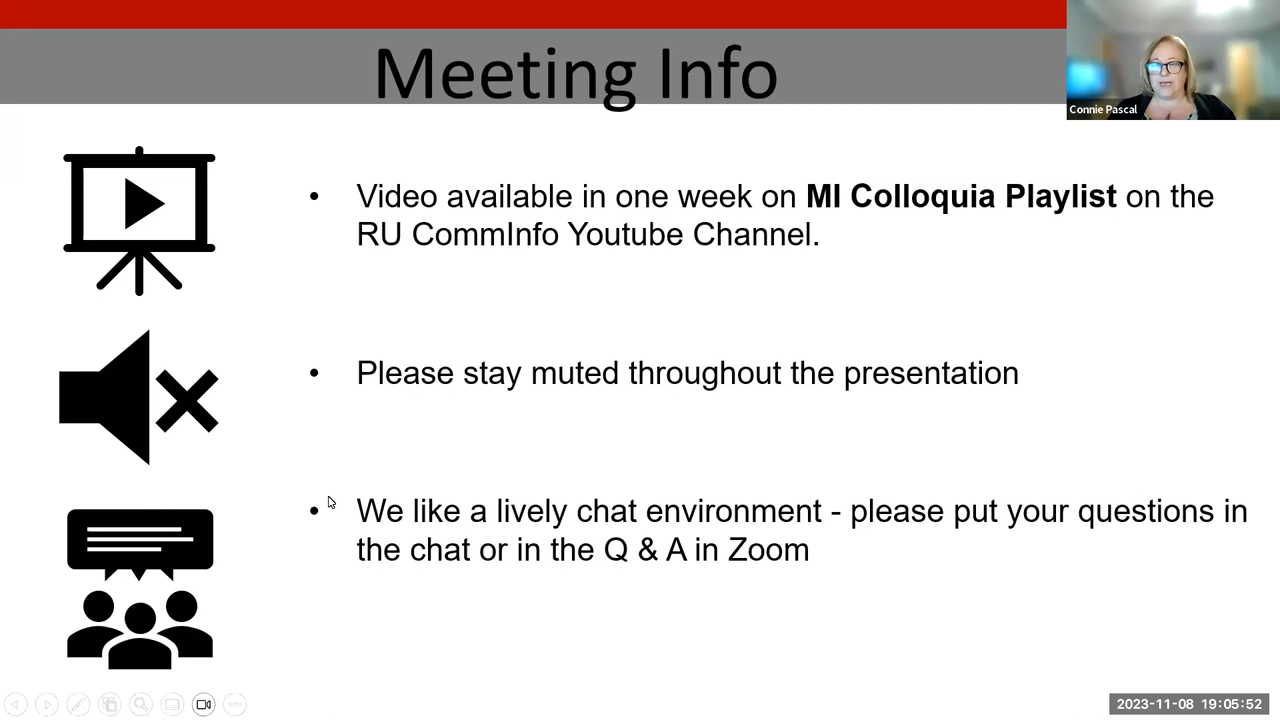 Meeting Info
Connie Pascal
• Video available in one week on MI Colloquia Playlist on the
RU CommInfo Youtube Channel.
• Please stay muted throughout the presentation
• We like a lively chat environment - please put your questions in
the chat or in the Q & A in Zoom
2023-11-08 19:05:52